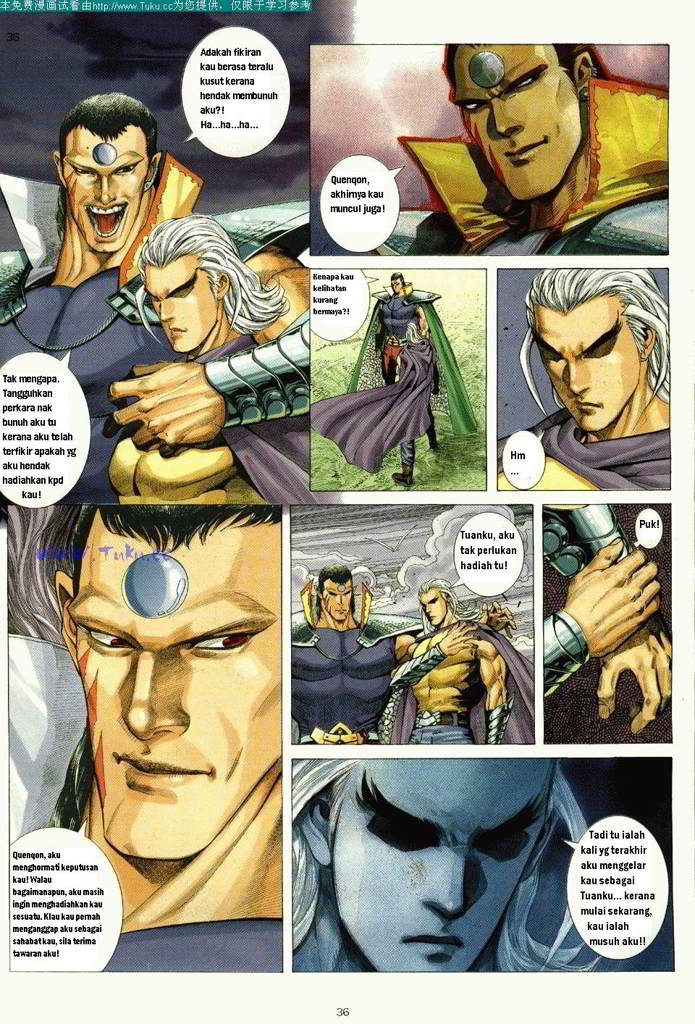 本免费漫画试看由http://www.Tuku.cc为您提供，仅限于学习参考
36
Adakah fikiran
kau berasa teralu
kusut kerana
hendak membunuh
aku?!
Ha...ha...ha...
Quenqon,
akhirnya kau
muncul juga!
Kenapa kau
kelihatan
kurang
bermaya?!
Hm
...
Tak mengapa.
Tangguhkan
perkara nak
bunuh aku tu
kerana aku telah
terfikir apakah yg
aku hendak
hadiahkan kpd
kau!
www.Tuku.cc
Tuanku, aku
tak perlukan
hadiah tu!
Puk!
Quenqon, aku
menghormati keputusan
kau! Walau
bagaimanapun, aku masih
ingin menghadiahkan kau
sesuatu. Klau kau pernah
menganggap aku sebagai
sahabat kau, sila terima
tawaran aku!
Tadi tu ialah
kali yg terakhir
aku menggelar
kau sebagai
Tuanku... kerana
mulai sekarang,
kau ialah
musuh aku!!
36